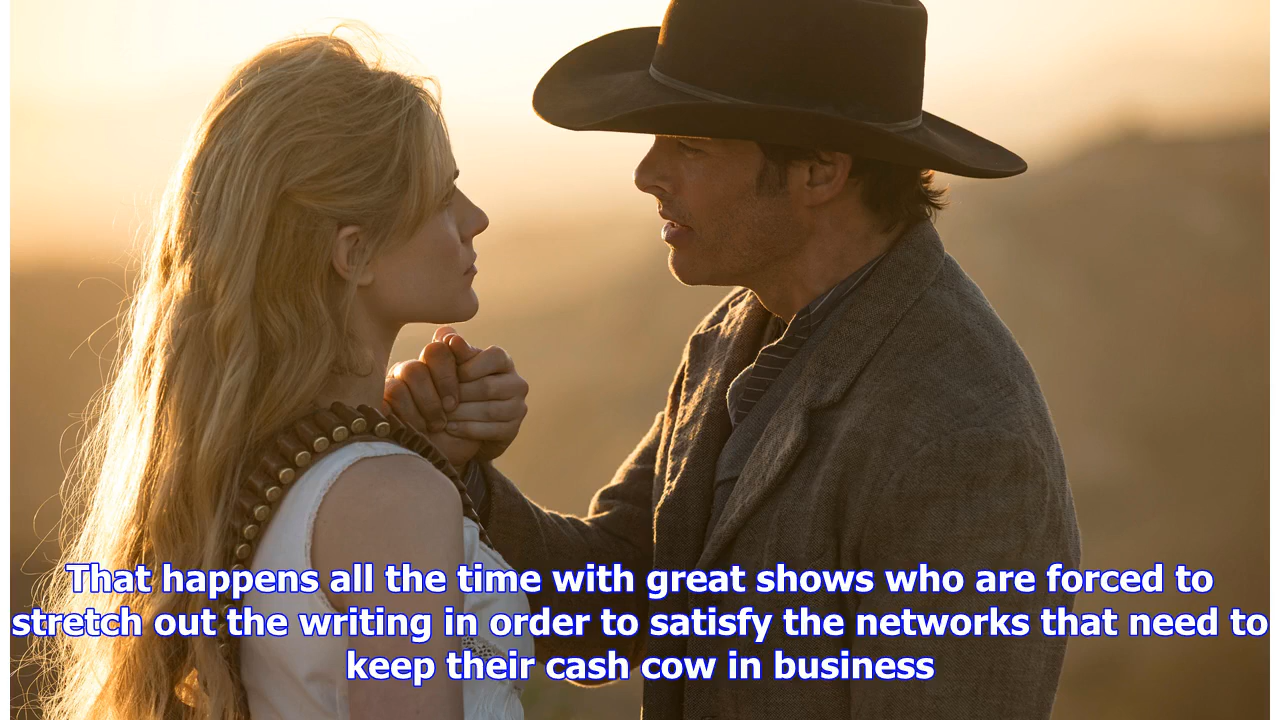 That happens all the time with great shows who are forced to
stretch out the writing in order to satisfy the networks that need to
keep their cash cow in business